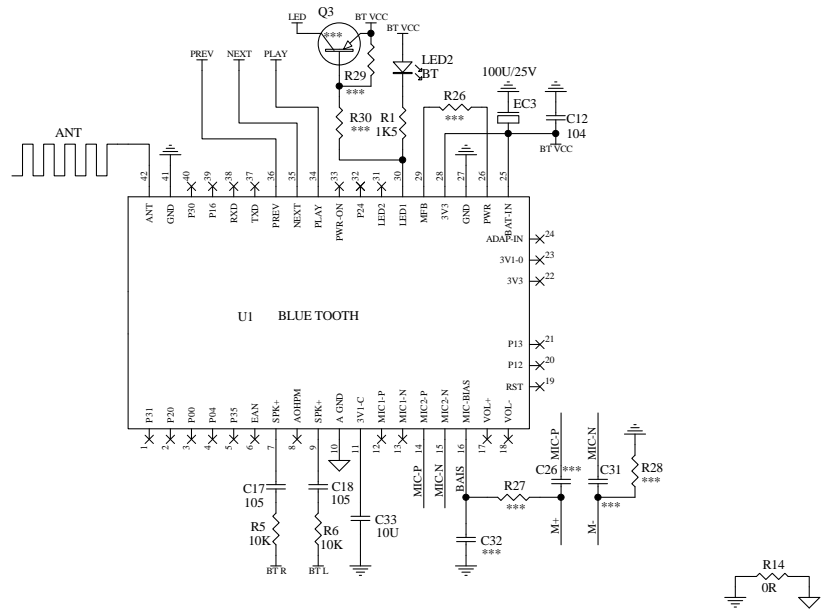 LED
Q3
BT VCC
***
BT VCC
PREV
NEXT
PLAY
LED2
BT
R29
***
100U/25V
EC3
R26
***
R30
***
R1
1K5
C12
104
BT VCC
ANT
42
41
40
39
38
37
36
35
34
33
32
31
30
29
28
27
26
25
ANT
GND
P30
P16
RXD
TXD
PREV
NEXT
PLAY
PWR-ON
P24
LED2
LED1
MFB
3V3
GND
PWR
BAT-IN
ADAP-IN
24
3V1-0
23
3V3
22
U1
BLUE TOOTH
P13
21
P12
20
RST
19
P31
P20
P00
P04
P35
EAN
SPK+
AOHPM
SPK+
A GND
3V1-C
MIC1-P
MIC1-N
MIC2-P
MIC2-N
MIC-BIAS
VOL+
VOL-
1
2
3
4
5
6
7
8
9
10
11
12
13
14
15
16
17
18
MIC-P
MIC-N
BAIS
MIC-P
MIC-N
C17
105
C18
105
C26
***
C31
***
R28
***
R27
***
R5
10K
R6
10K
C33
10U
C32
***
M+
M-
BT R
BT L
R14
0R